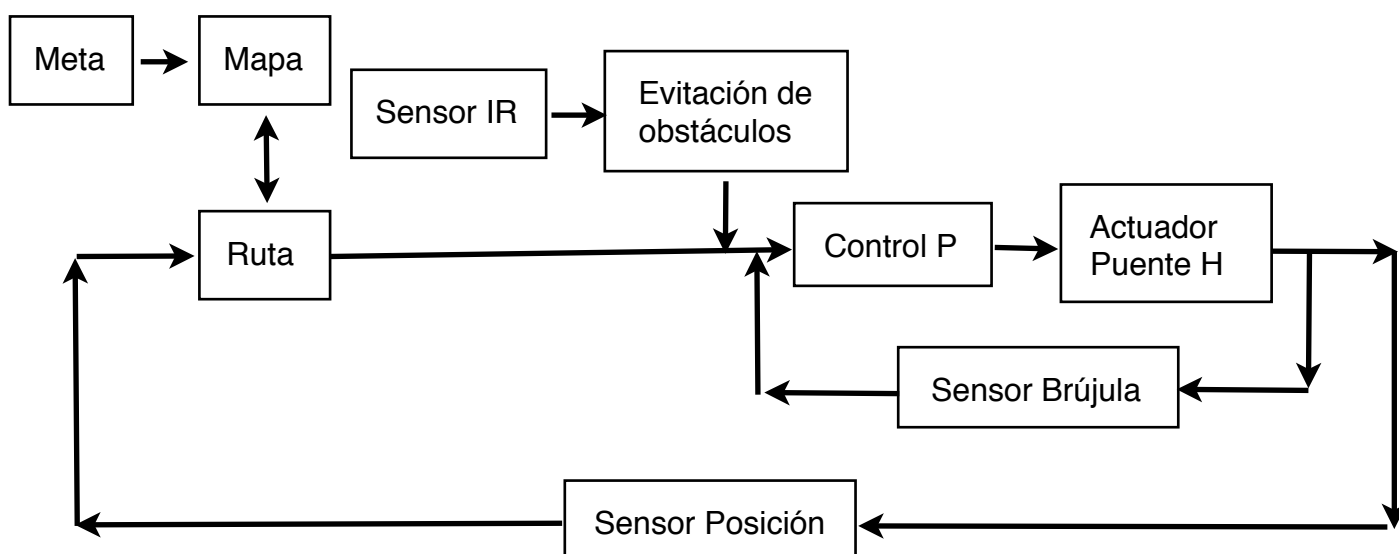 Meta
Mapa
Sensor IR
Evitación de
obstáculos
Ruta
Control P
Actuador
Puente H
Sensor Brújula
Sensor Posición